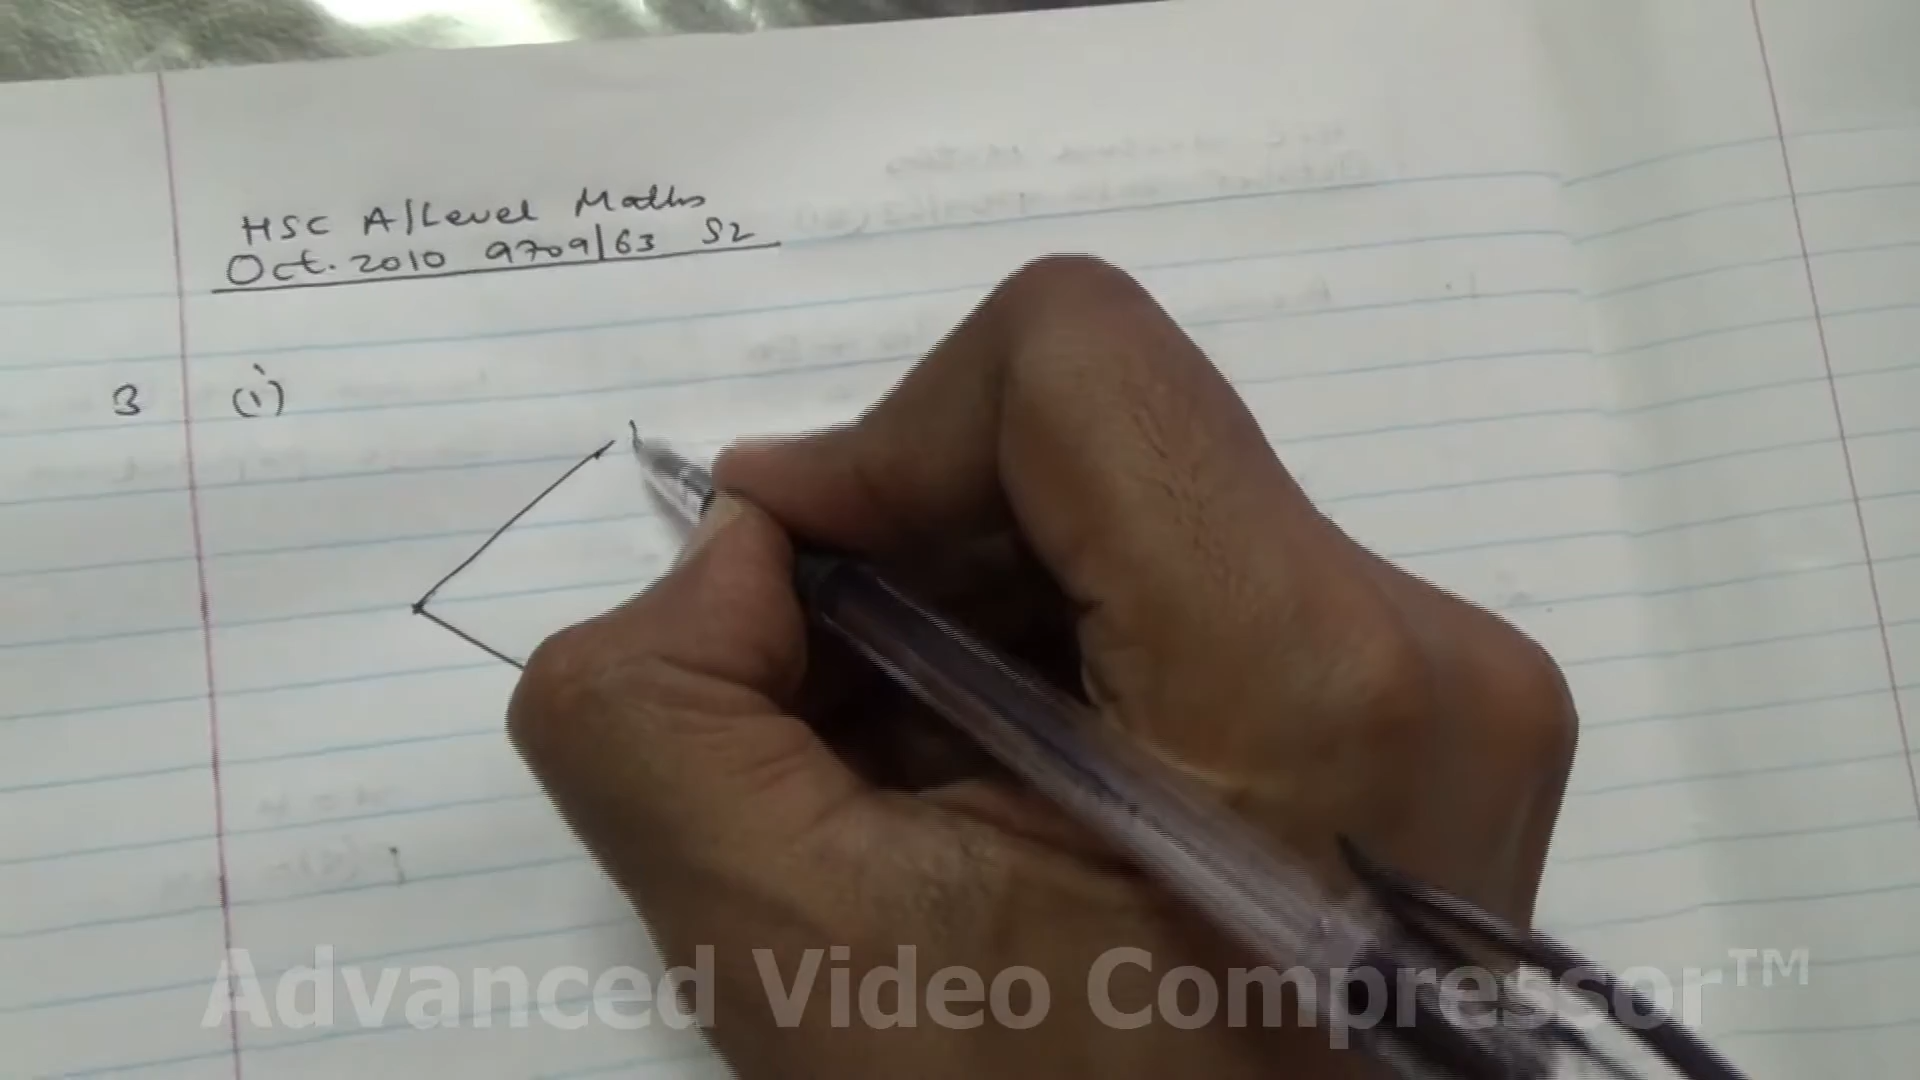 HSC A/Level Maths
Oct. 2010 9709/63 S2
3 (i)
Advanced Video Compressor™